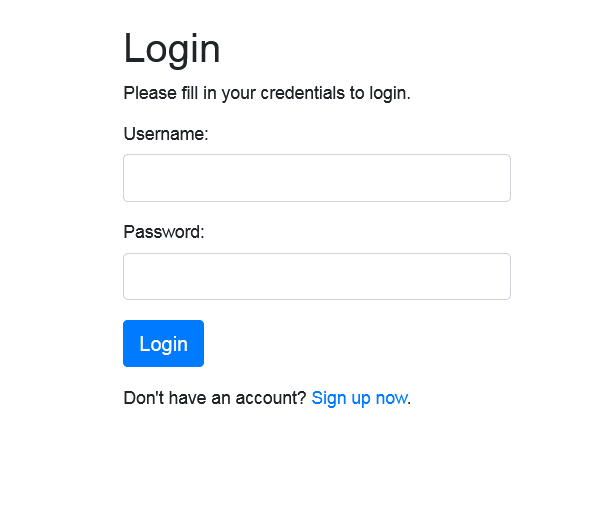 Login
Please fill in your credentials to login.
Username:
Password:
Login
Don't have an account? Sign up now.